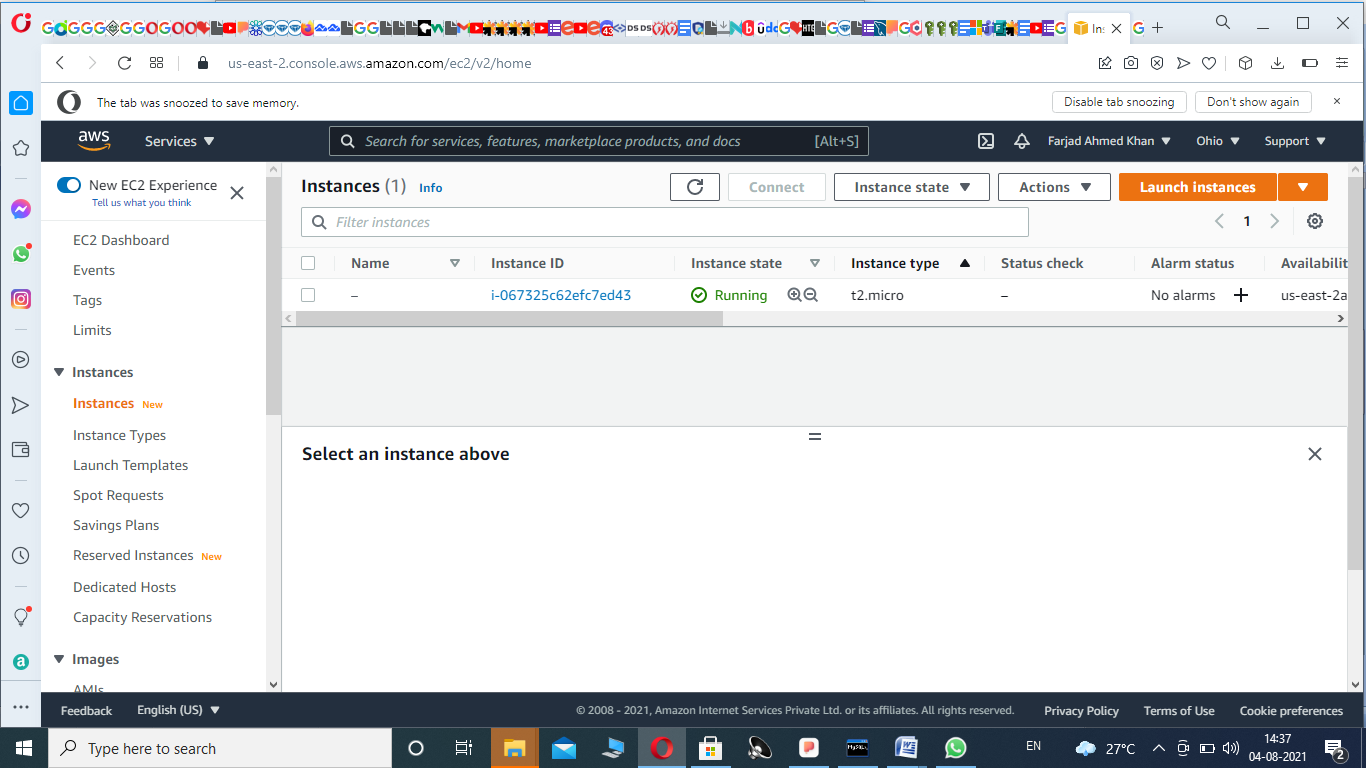 us-east-2.console.aws.amazon.com/ec2/v2/home
The tab was snoozed to save memory.
Disable tab snoozing
Don't show again
aws
Services
Search for services, features, marketplace products, and docs
[Alt+S]
Farjad Ahmed Khan
Ohio
Support
New EC2 Experience
Tell us what you think
EC2 Dashboard
Events
Tags
Limits
Instances
Instances New
Instance Types
Launch Templates
Spot Requests
Savings Plans
Reserved Instances New
Dedicated Hosts
Capacity Reservations
Images
AMIs
Instances (1) Info
Connect
Instance state
Actions
Launch instances
Filter instances
1
Name Instance ID Instance state Instance type Status check Alarm status Availabilit
– i-067325c62efc7ed43 Running t2.micro – No alarms + us-east-2a
Select an instance above
Feedback English (US)
© 2008 - 2021, Amazon Internet Services Private Ltd. or its affiliates. All rights reserved.
Privacy Policy Terms of Use Cookie preferences
Type here to search
EN
27°C
14:37
04-08-2021
2